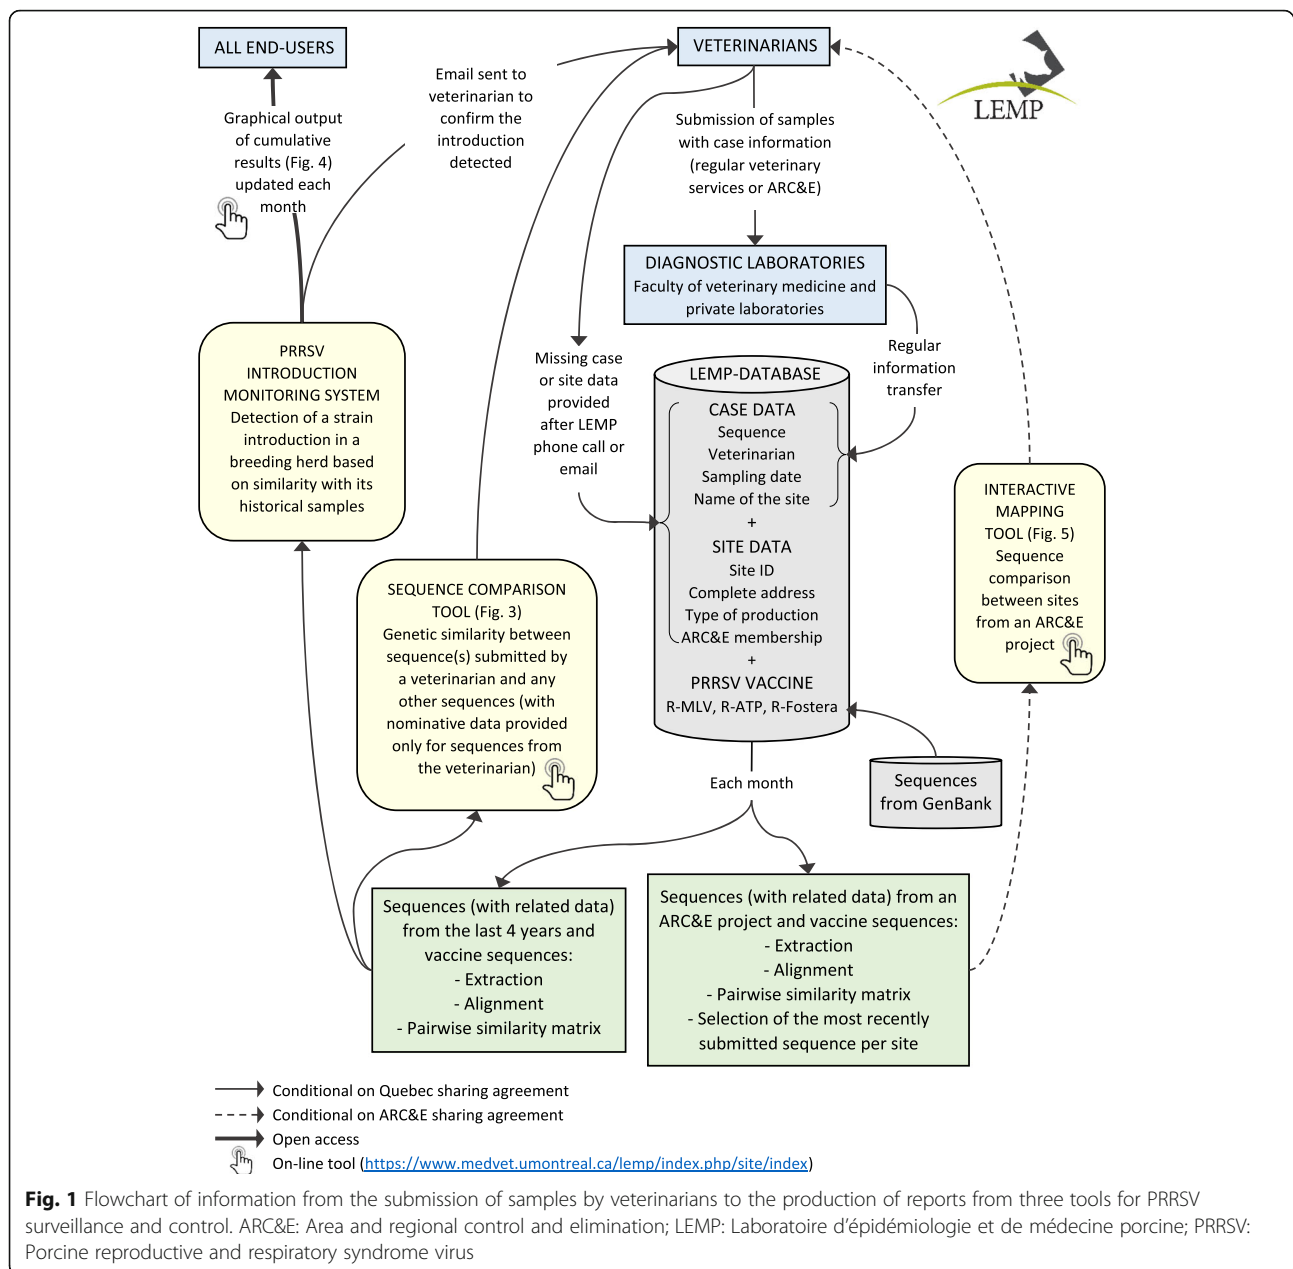 ALL END-USERS
VETERINARIANS
LEMP
Graphical output
of cumulative
results (Fig. 4)
updated each
month
Email sent to
veterinarian to
confirm the
introduction
detected
Submission of samples
with case information
(regular veterinary
services or ARC&E)
DIAGNOSTIC LABORATORIES
Faculty of veterinary medicine and
private laboratories
Regular
information
transfer
PRRSV
INTRODUCTION
MONITORING SYSTEM
Detection of a strain
introduction in a
breeding herd based
on similarity with its
historical samples
Missing case
or site data
provided
after LEMP
phone call or
email
LEMP-DATABASE
CASE DATA
Sequence
Veterinarian
Sampling date
Name of the site
+
SITE DATA
Site ID
Complete address
Type of production
ARC&E membership
+
PRRSV VACCINE
R-MLV, R-ATP, R-Fostera
INTERACTIVE
MAPPING
TOOL (Fig. 5)
Sequence
comparison
between sites
from an ARC&E
project
SEQUENCE COMPARISON
TOOL (Fig. 3)
Genetic similarity between
sequence(s) submitted by
a veterinarian and any
other sequences (with
nominative data provided
only for sequences from
the veterinarian)
Sequences
from GenBank
Each month
Sequences (with related data)
from the last 4 years and
vaccine sequences:
- Extraction
- Alignment
- Pairwise similarity matrix
Sequences (with related data) from an
ARC&E project and vaccine sequences:
- Extraction
- Alignment
- Pairwise similarity matrix
- Selection of the most recently
submitted sequence per site
Conditional on Quebec sharing agreement
Conditional on ARC&E sharing agreement
Open access
On-line tool (https://www.medvet.umontreal.ca/lemp/index.php/site/index)
Fig. 1 Flowchart of information from the submission of samples by veterinarians to the production of reports from three tools for PRRSV
surveillance and control. ARC&E: Area and regional control and elimination; LEMP: Laboratoire d'épidémiologie et de médecine porcine; PRRSV:
Porcine reproductive and respiratory syndrome virus